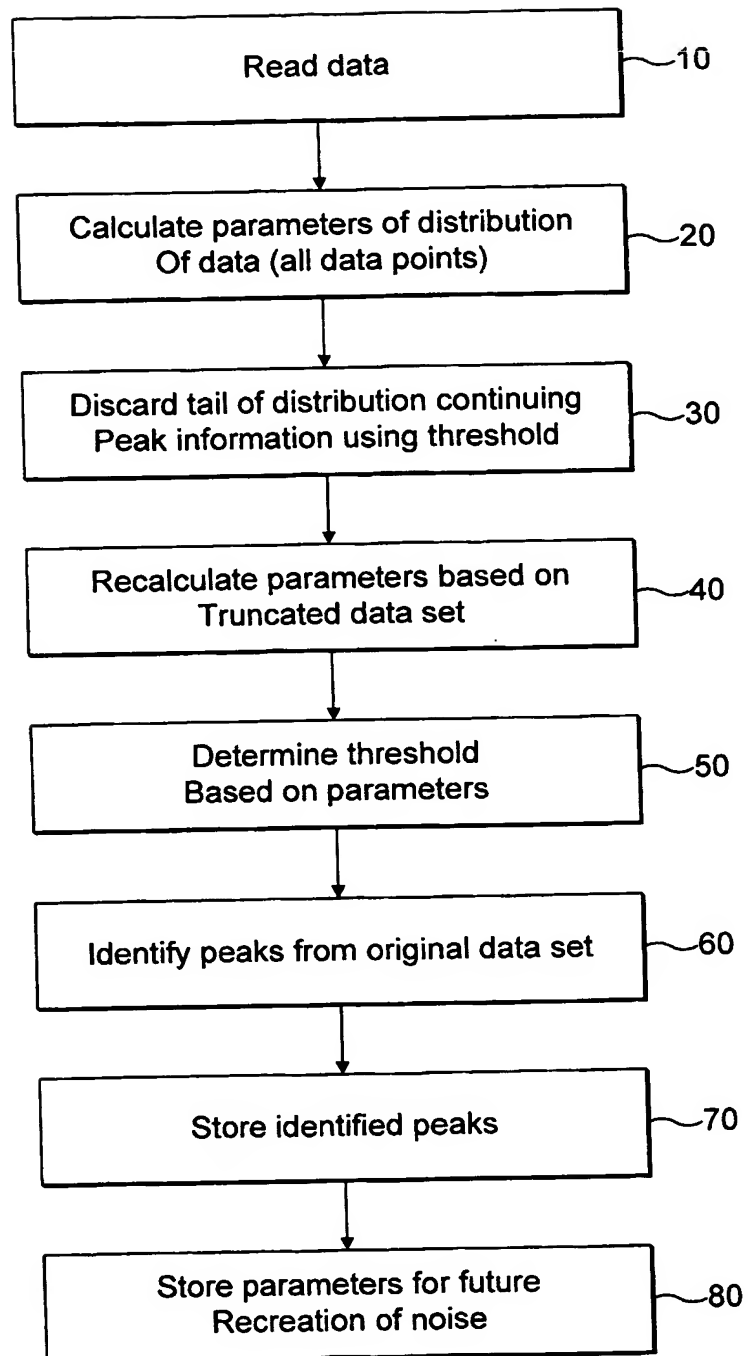 Read data
10
Calculate parameters of distribution
Of data (all data points)
20
Discard tail of distribution continuing
Peak information using threshold
30
Recalculate parameters based on
Truncated data set
40
Determine threshold
Based on parameters
50
Identify peaks from original data set
60
Store identified peaks
70
Store parameters for future
Recreation of noise
80